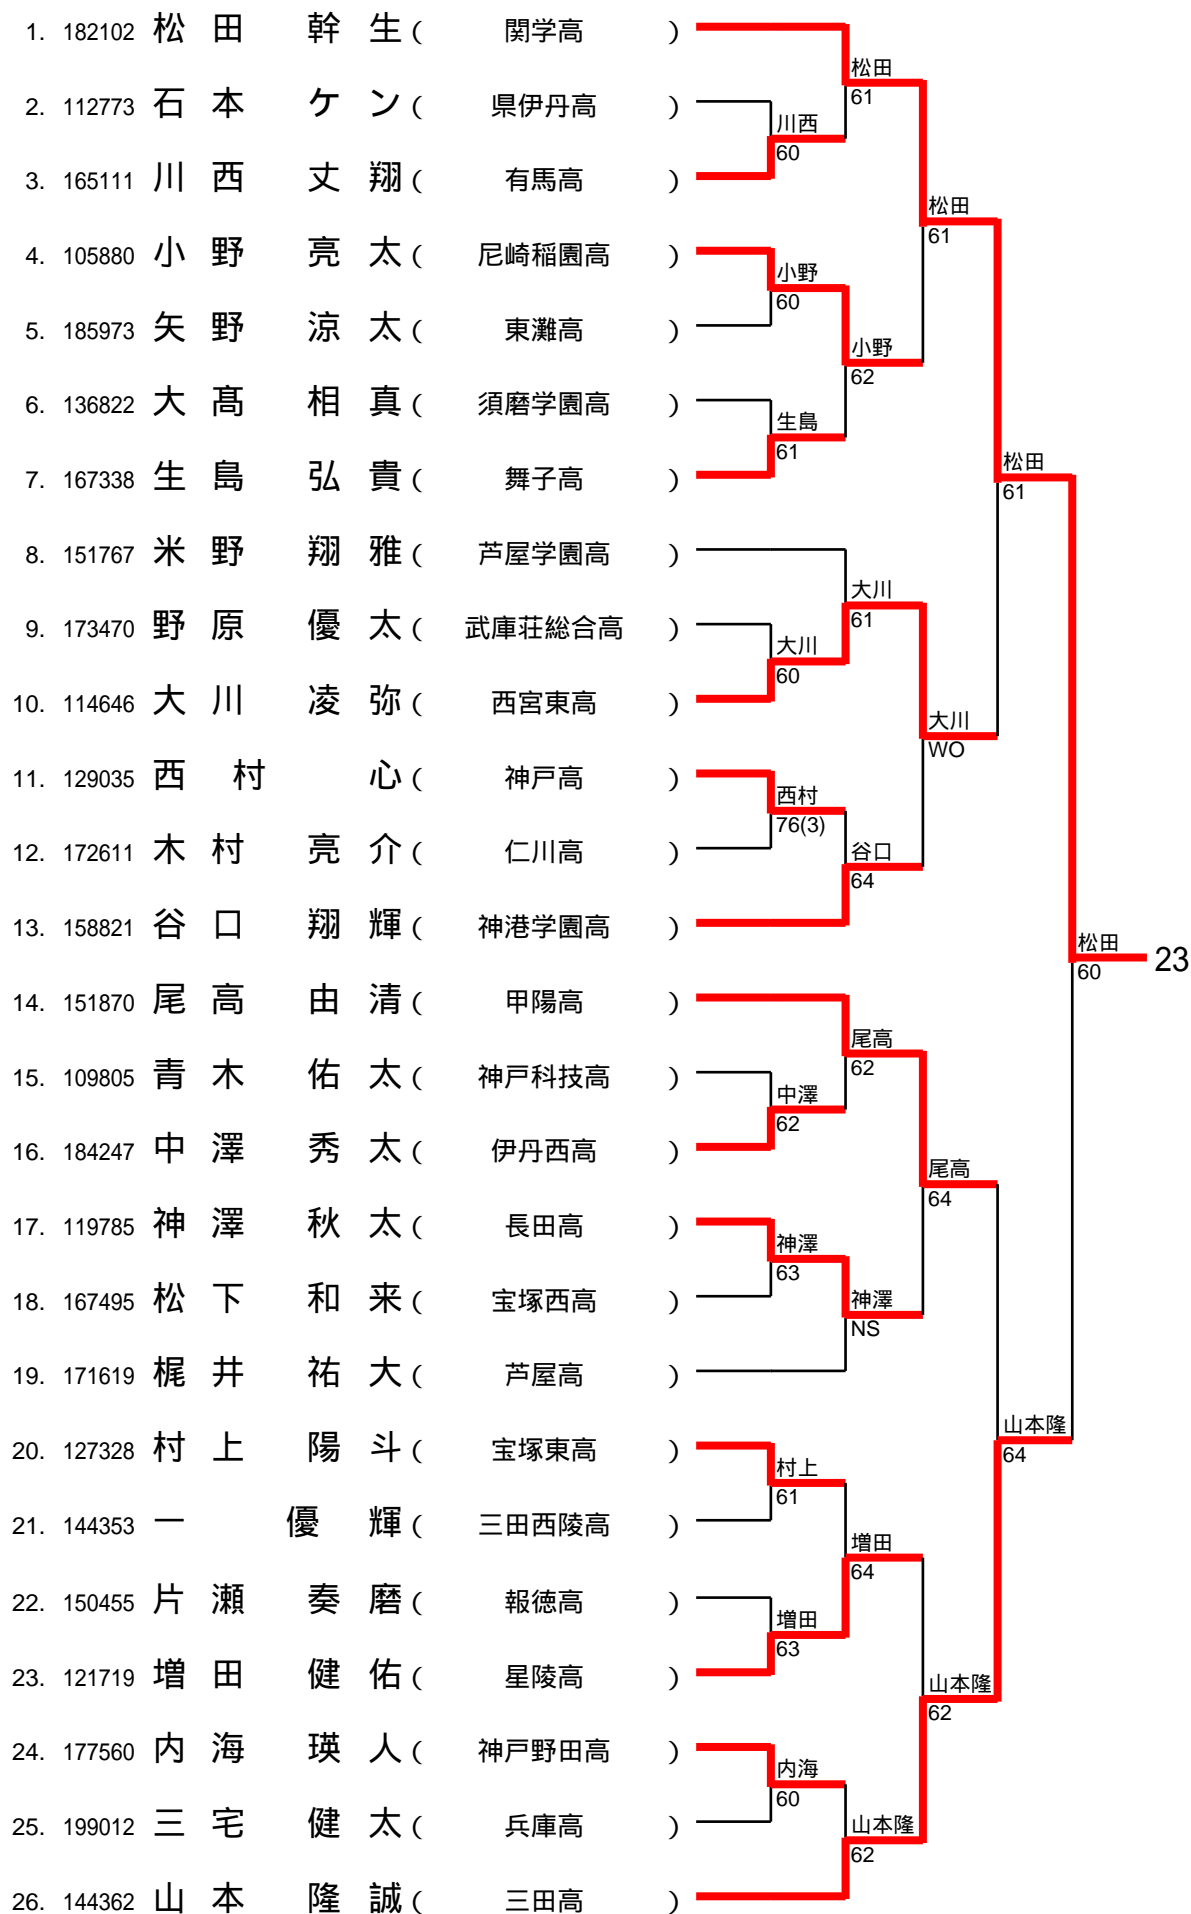 1. 182102 松田 幹生 ( 関学高 )
松田
61
2. 112773 石本 ケン ( 県伊丹高 )
川西
60
3. 165111 川西 丈翔 ( 有馬高 )
松田
61
4. 105880 小野 亮太 ( 尼崎稲園高 )
小野
60
5. 185973 矢野 涼太 ( 東灘高 )
小野
62
6. 136822 大髙 相真 ( 須磨学園高 )
生島
61
7. 167338 生島 弘貴 ( 舞子高 )
松田
61
8. 151767 米野 翔雅 ( 芦屋学園高 )
大川
61
9. 173470 野原 優太 ( 武庫荘総合高 )
大川
60
10. 114646 大川 凌弥 ( 西宮東高 )
大川
WO
11. 129035 西村 心 ( 神戸高 )
西村
76(3)
12. 172611 木村 亮介 ( 仁川高 )
谷口
64
13. 158821 谷口 翔輝 ( 神港学園高 )
松田
60
23
14. 151870 尾高 由清 ( 甲陽高 )
尾高
62
15. 109805 青木 佑太 ( 神戸科技高 )
中澤
62
16. 184247 中澤 秀太 ( 伊丹西高 )
尾高
64
17. 119785 神澤 秋太 ( 長田高 )
神澤
63
18. 167495 松下 和来 ( 宝塚西高 )
神澤
NS
19. 171619 梶井 祐大 ( 芦屋高 )
山本隆
64
20. 127328 村上 陽斗 ( 宝塚東高 )
村上
61
21. 144353 一 優輝 ( 三田西陵高 )
増田
64
22. 150455 片瀬 奏磨 ( 報徳高 )
増田
63
23. 121719 増田 健佑 ( 星陵高 )
山本隆
62
24. 177560 内海 瑛人 ( 神戸野田高 )
内海
60
25. 199012 三宅 健太 ( 兵庫高 )
山本隆
62
26. 144362 山本 隆誠 ( 三田高 )